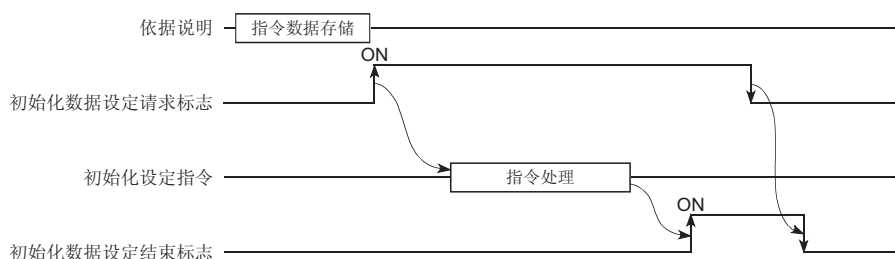 依据说明 指令数据存储
ON
初始化数据设定请求标志
初始化设定指令 指令处理
ON
初始化数据设定结束标志